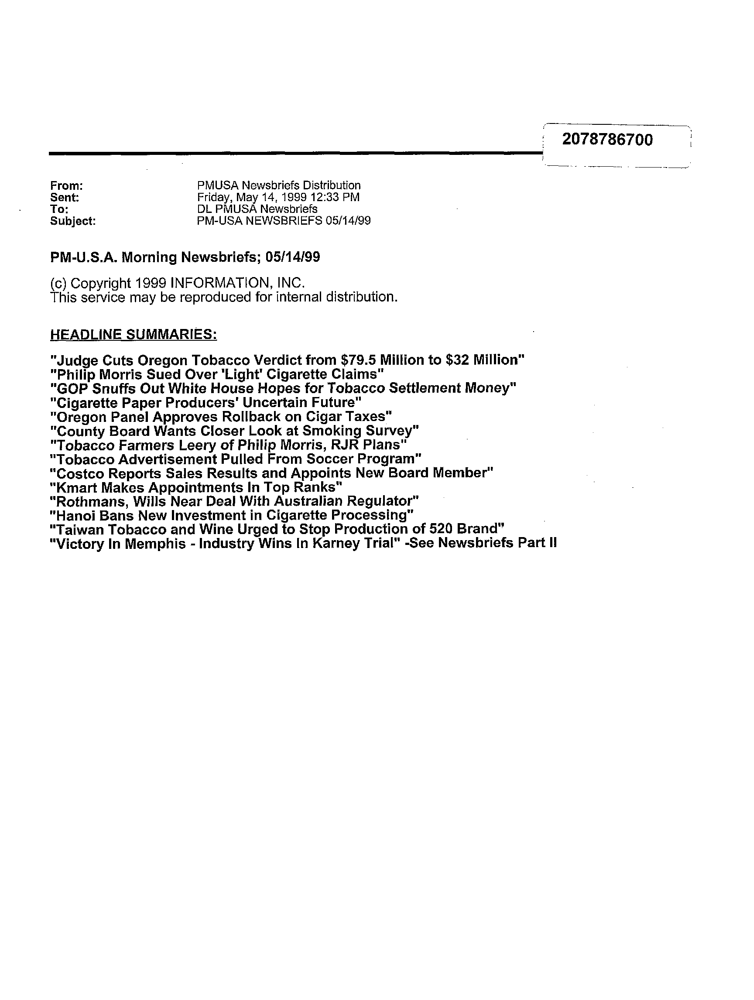 2078786700
From: PMUSA Newsbriefs Distribution
Sent: Friday, May 14, 1999 12:33 PM
To: DL PMUSA Newsbriefs
Subject: PM-USA NEWSBRIEFS 05/14/99
PM-U.S.A. Morning Newsbriefs; 05/14/99
(c) Copyright 1999 INFORMATION, INC.
This service may be reproduced for internal distribution.
HEADLINE SUMMARIES:
"Judge Cuts Oregon Tobacco Verdict from $79.5 Million to $32 Million"
"Philip Morris Sued Over 'Light' Cigarette Claims"
"GOP Snuffs Out White House Hopes for Tobacco Settlement Money"
"Cigarette Paper Producers' Uncertain Future"
"Oregon Panel Approves Rollback on Cigar Taxes"
"County Board Wants Closer Look at Smoking Survey"
"Tobacco Farmers Leery of Philip Morris, RJR Plans"
"Tobacco Advertisement Pulled From Soccer Program"
"Costco Reports Sales Results and Appoints New Board Member"
"Kmart Makes Appointments In Top Ranks"
"Rothmans, Wills Near Deal With Australian Regulator"
"Hanoi Bans New Investment in Cigarette Processing"
"Taiwan Tobacco and Wine Urged to Stop Production of 520 Brand"
"Victory In Memphis - Industry Wins In Karney Trial" -See Newsbriefs Part II